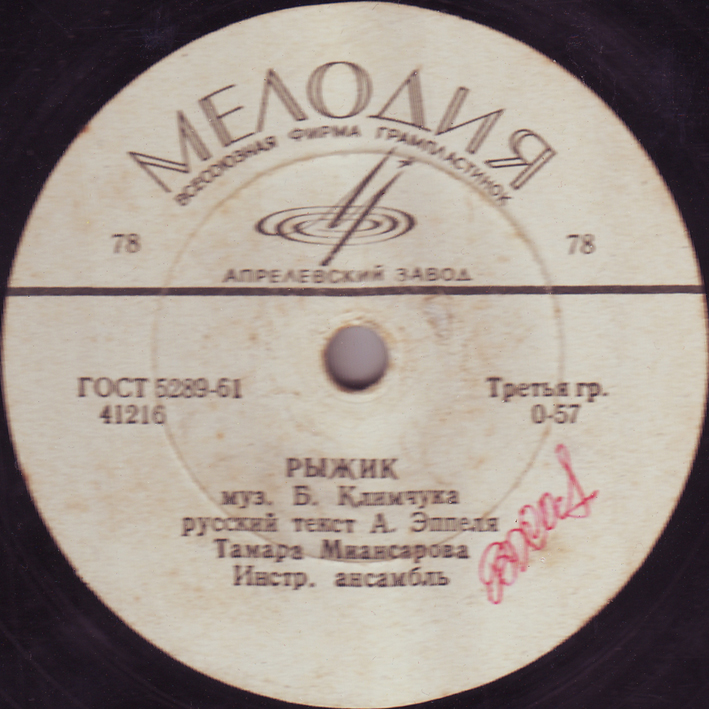 МЕЛОДИЯ
ВСЕСОЮЗНАЯ ФИРМА ГРАМПЛАСТИНОК
78 78
АПРЕЛЕВСКИЙ ЗАВОД
ГОСТ 5289-61 Третья гр.
41216 0-57
РЫЖИК
муз. Б. Климчука
русский текст А. Эппеля
Тамара Миансарова
Инстр. ансамбль